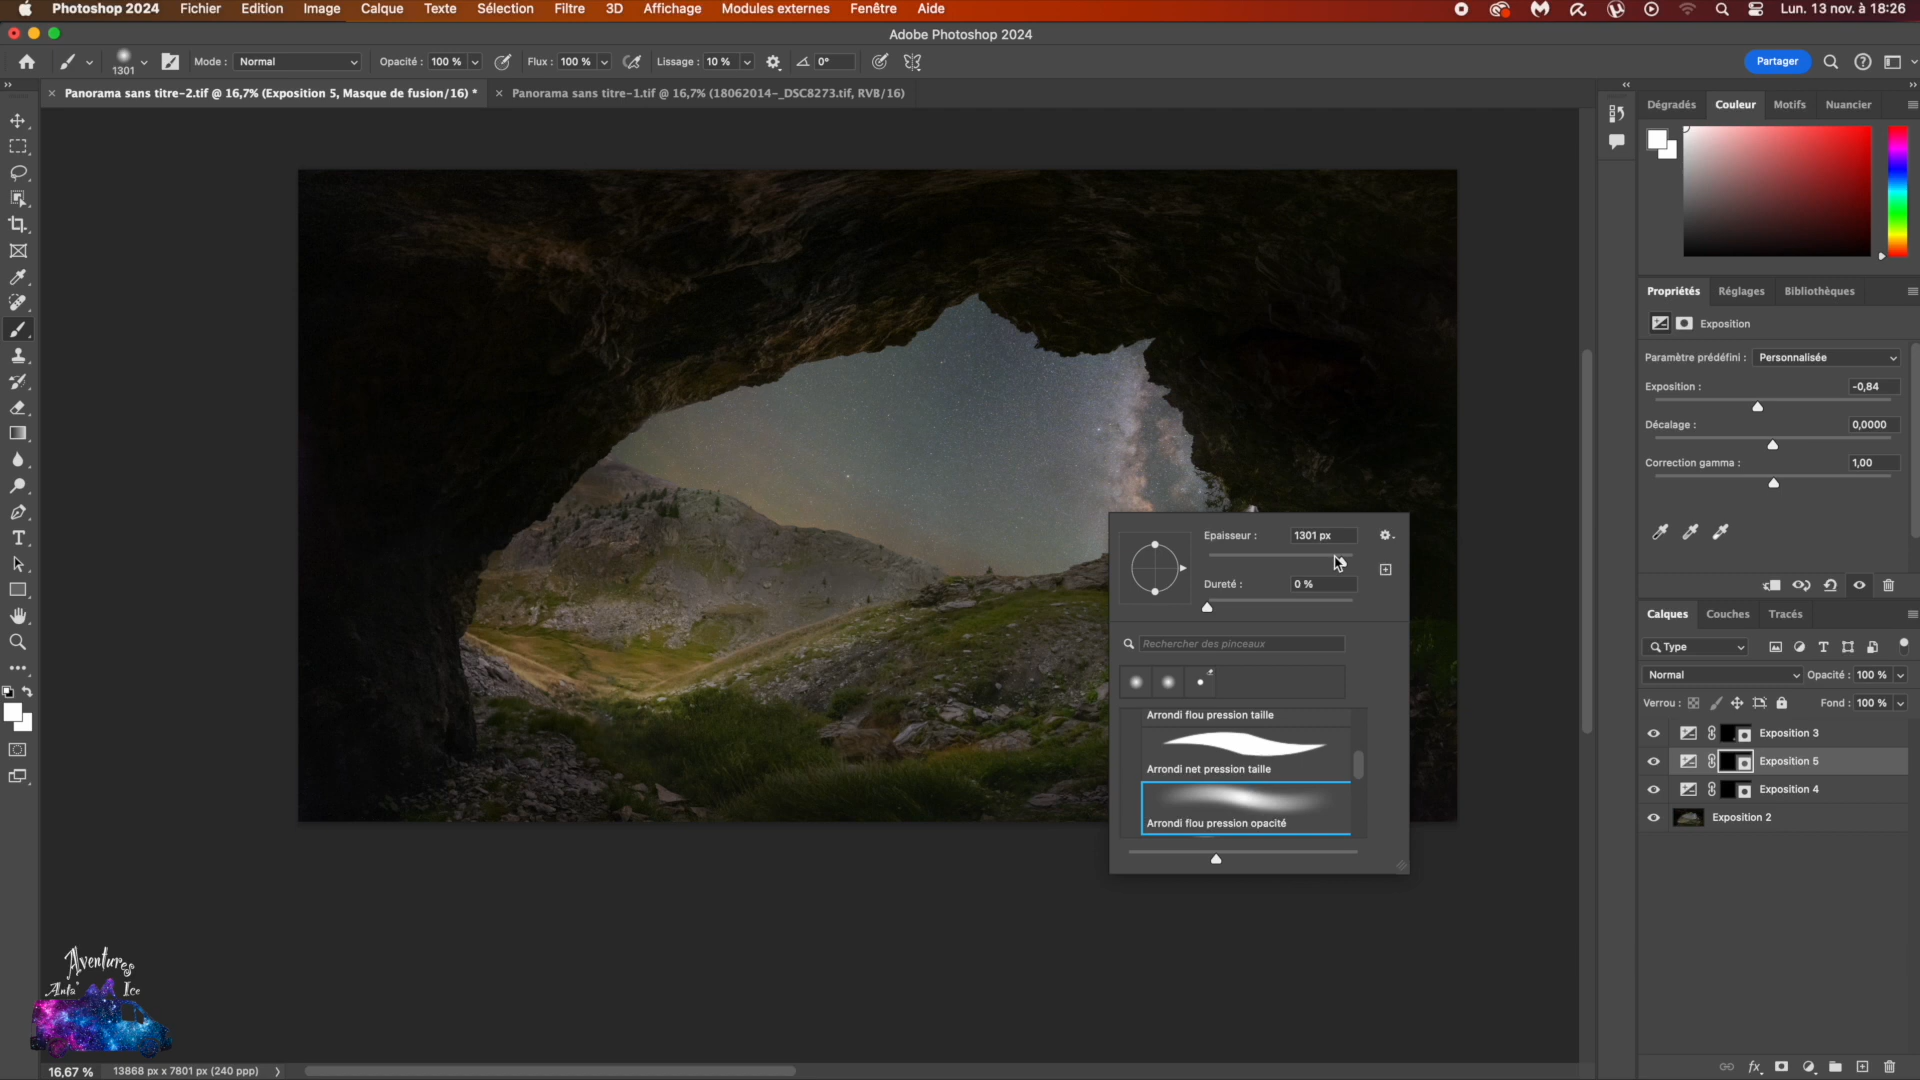 Photoshop 2024 Fichier Edition Image Calque Texte Sélection Filtre 3D Affichage Modules externes Fenêtre Aide Lun. 13 nov. à 18:26
Adobe Photoshop 2024
1301 Mode : Normal Opacité : 100 % Flux : 100 % Lissage : 10 % 0° Partager
Panorama sans titre-2.tif @ 16,7% (Exposition 5, Masque de fusion/16) * Panorama sans titre-1.tif @ 16,7% (18062014-_DSC8273.tif, RVB/16)
Dégradés Couleur Motifs Nuancier
Propriétés Réglages Bibliothèques
Exposition
Paramètre prédéfini : Personnalisée
Exposition : -0,84
Décalage : 0,0000
Correction gamma : 1,00
Epaisseur : 1301 px
Dureté : 0 %
Rechercher des pinceaux
Arrondi flou pression taille
Arrondi net pression taille
Arrondi flou pression opacité
Calques Couches Tracés
Type
Normal Opacité : 100 %
Verrou : Fond : 100 %
Exposition 3
Exposition 5
Exposition 4
Exposition 2
Aventures
Anta' Ice
16,67 % 13868 px x 7801 px (240 ppp)